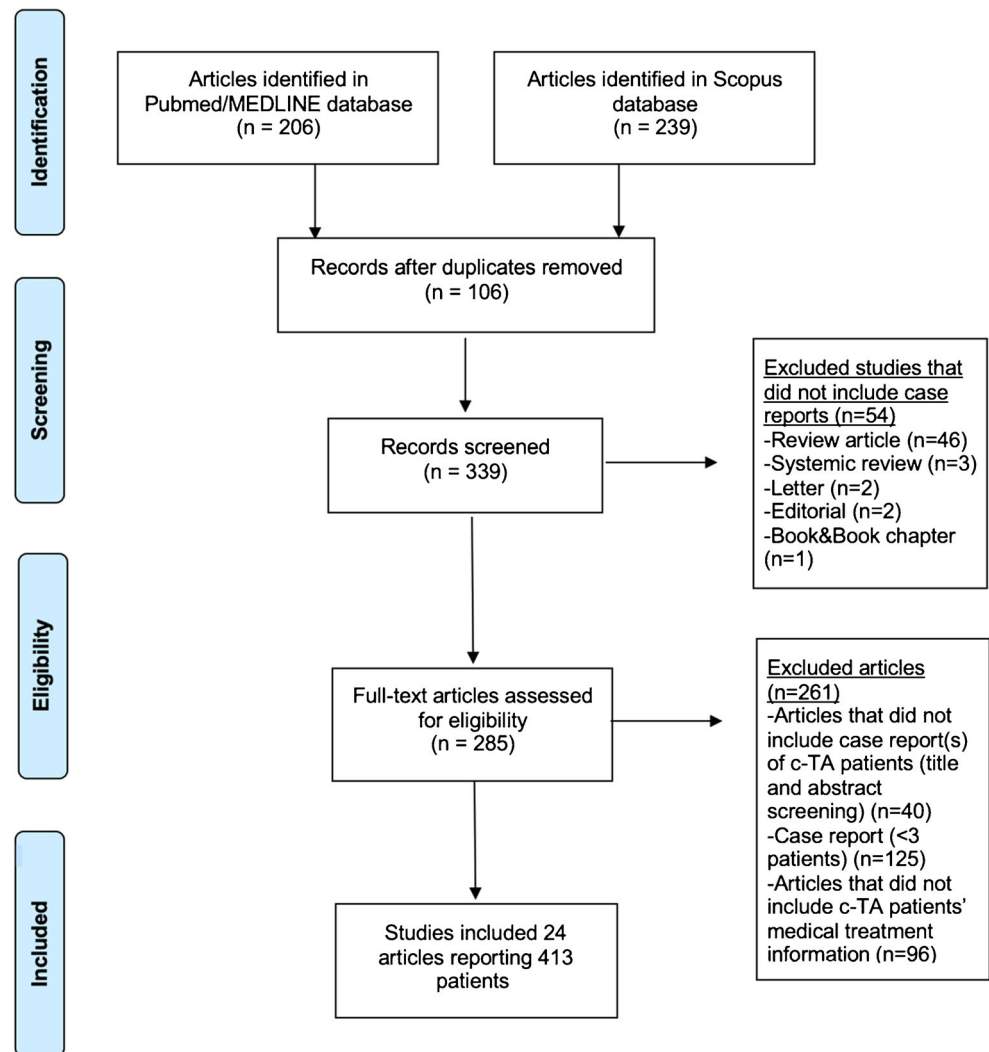 Identification
Articles identified in
Pubmed/MEDLINE database
(n = 206)
Articles identified in Scopus
database
(n = 239)
Records after duplicates removed
(n = 106)
Screening
Records screened
(n = 339)
Excluded studies that
did not include case
reports (n=54)
-Review article (n=46)
-Systemic review (n=3)
-Letter (n=2)
-Editorial (n=2)
-Book&Book chapter
(n=1)
Eligibility
Full-text articles assessed
for eligibility
(n = 285)
Excluded articles
(n=261)
-Articles that did not
include case report(s)
of c-TA patients (title
and abstract
screening) (n=40)
-Case report (<3
patients) (n=125)
-Articles that did not
include c-TA patients’
medical treatment
information (n=96)
Included
Studies included 24
articles reporting 413
patients